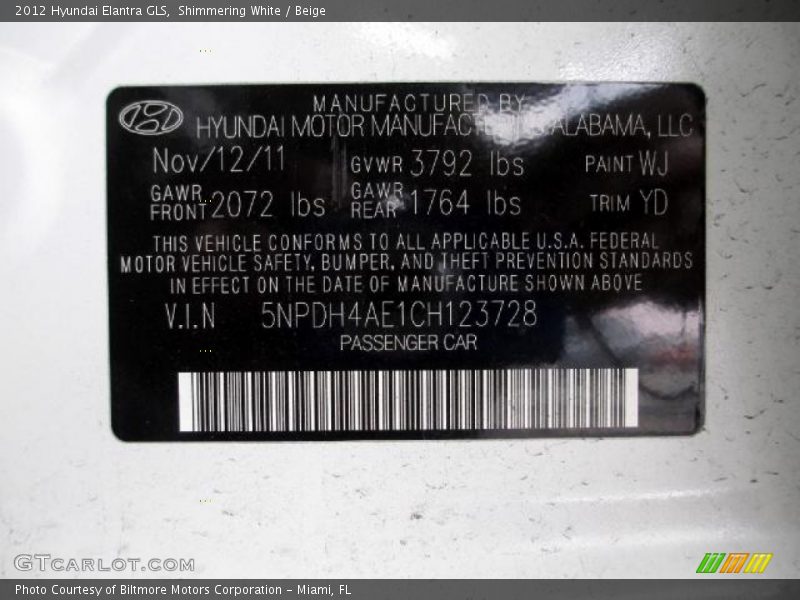 2012 Hyundai Elantra GLS, Shimmering White / Beige
MANUFACTURED BY
HYUNDAI MOTOR MANUFACTURING ALABAMA, LLC
Nov/12/11 GVWR 3792 lbs PAINT WJ
GAWR FRONT 2072 lbs GAWR REAR 1764 lbs TRIM YD
THIS VEHICLE CONFORMS TO ALL APPLICABLE U.S.A. FEDERAL
MOTOR VEHICLE SAFETY, BUMPER, AND THEFT PREVENTION STANDARDS
IN EFFECT ON THE DATE OF MANUFACTURE SHOWN ABOVE
V.I.N 5NPDH4AE1CH123728
PASSENGER CAR
GTCARLOT.COM
Photo Courtesy of Biltmore Motors Corporation - Miami, FL